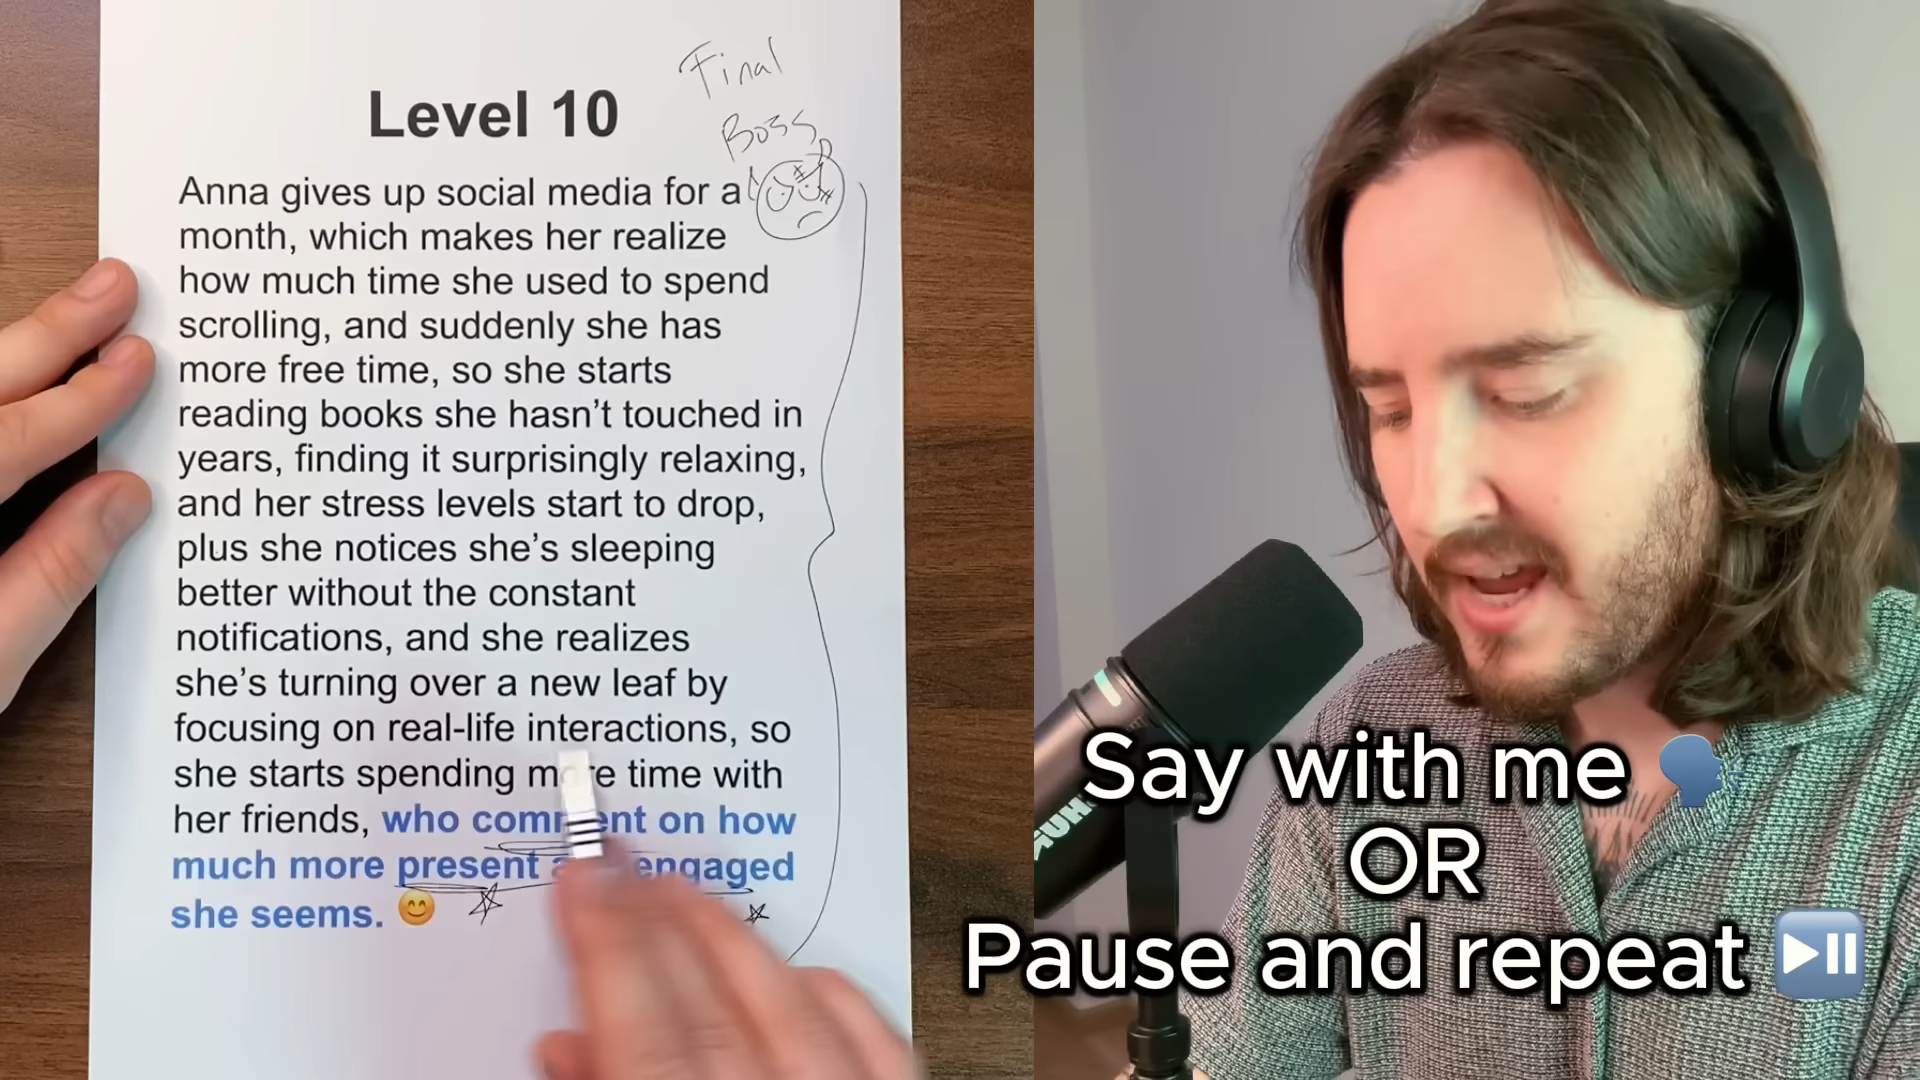 Final
Boss
Level 10
Anna gives up social media for a
month, which makes her realize
how much time she used to spend
scrolling, and suddenly she has
more free time, so she starts
reading books she hasn’t touched in
years, finding it surprisingly relaxing,
and her stress levels start to drop,
plus she notices she’s sleeping
better without the constant
notifications, and she realizes
she’s turning over a new leaf by
focusing on real-life interactions, so
she starts spending more time with
her friends, who comment on how
much more present engaged
she seems. 😊
Say with me 🗣️
OR
Pause and repeat ⏯️